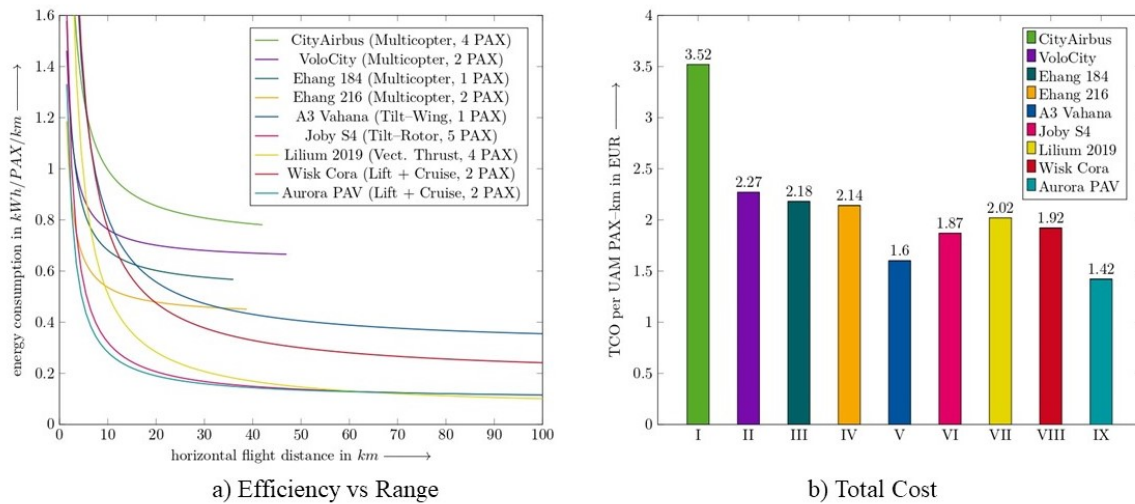 1.6
1.4
1.2
1
0.8
0.6
0.4
0.2
0
energy consumption in kWh/PAX/km
CityAirbus (Multicopter, 4 PAX)
VoloCity (Multicopter, 2 PAX)
Ehang 184 (Multicopter, 1 PAX)
Ehang 216 (Multicopter, 2 PAX)
A3 Vahana (Tilt–Wing, 1 PAX)
Joby S4 (Tilt–Rotor, 5 PAX)
Lilium 2019 (Vect. Thrust, 4 PAX)
Wisk Cora (Lift + Cruise, 2 PAX)
Aurora PAV (Lift + Cruise, 2 PAX)
0 10 20 30 40 50 60 70 80 90 100
horizontal flight distance in km
a) Efficiency vs Range
4
3.5
3
2.5
2
1.5
1
0.5
0
TCO per UAM PAX–km in EUR
3.52
2.27
2.18
2.14
1.6
1.87
2.02
1.92
1.42
CityAirbus
VoloCity
Ehang 184
Ehang 216
A3 Vahana
Joby S4
Lilium 2019
Wisk Cora
Aurora PAV
I II III IV V VI VII VIII IX
b) Total Cost